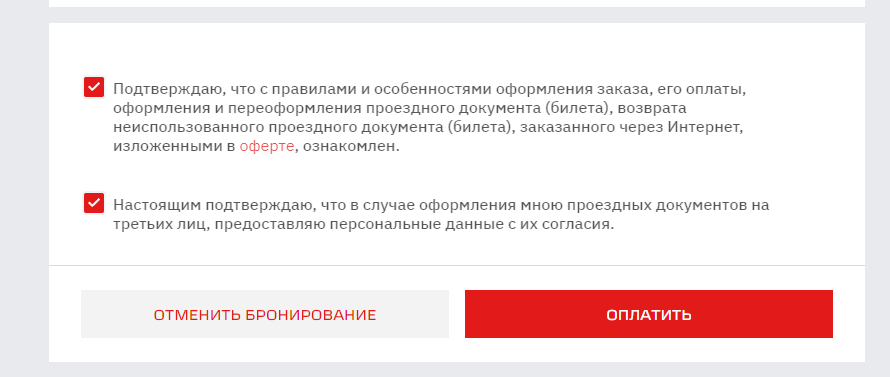 Подтверждаю, что с правилами и особенностями оформления заказа, его оплаты,
оформления и переоформления проездного документа (билета), возврата
неиспользованного проездного документа (билета), заказанного через Интернет,
изложенными в оферте, ознакомлен.
Настоящим подтверждаю, что в случае оформления мною проездных документов на
третьих лиц, предоставляю персональные данные с их согласия.
ОТМЕНИТЬ БРОНИРОВАНИЕ
ОПЛАТИТЬ